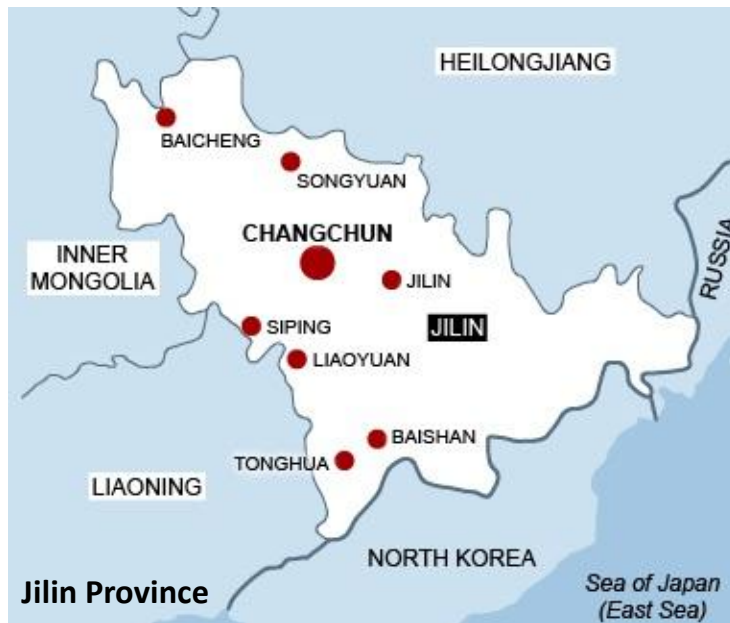 HEILONGJIANG
BAICHENG
SONGYUAN
CHANGCHUN
INNER
MONGOLIA
RUSSIA
JILIN
JILIN
SIPING
LIAOYUAN
BAISHAN
TONGHUA
LIAONING
NORTH KOREA
Jilin Province
Sea of Japan
(East Sea)